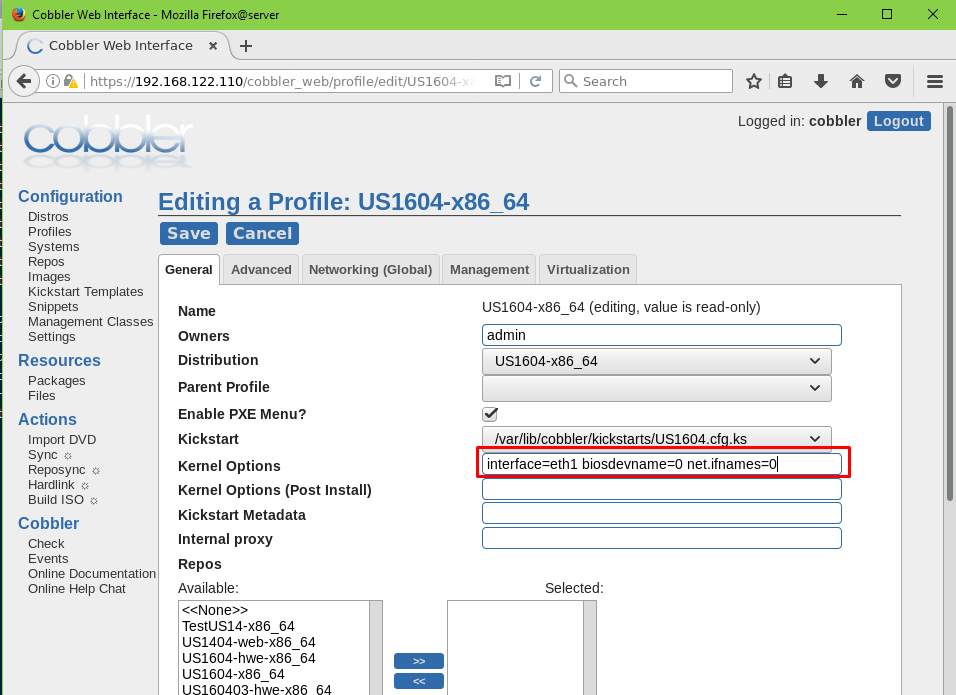 Cobbler Web Interface - Mozilla Firefox@server
Cobbler Web Interface
https://192.168.122.110/cobbler_web/profile/edit/US1604-x8
Search
cobbler
Logged in: cobbler Logout
Configuration
Distros
Profiles
Systems
Repos
Images
Kickstart Templates
Snippets
Management Classes
Settings
Resources
Packages
Files
Actions
Import DVD
Sync
Reposync
Hardlink
Build ISO
Cobbler
Check
Events
Online Documentation
Online Help Chat
Editing a Profile: US1604-x86_64
Save Cancel
General Advanced Networking (Global) Management Virtualization
Name US1604-x86_64 (editing, value is read-only)
Owners admin
Distribution US1604-x86_64
Parent Profile
Enable PXE Menu?
Kickstart /var/lib/cobbler/kickstarts/US1604.cfg.ks
Kernel Options interface=eth1 biosdevname=0 net.ifnames=0
Kernel Options (Post Install)
Kickstart Metadata
Internal proxy
Repos
Available: Selected:
<<None>>
TestUS14-x86_64
US1404-web-x86_64
US1604-hwe-x86_64
US1604-x86_64
US160403-hwe-x86_64
>>
<<